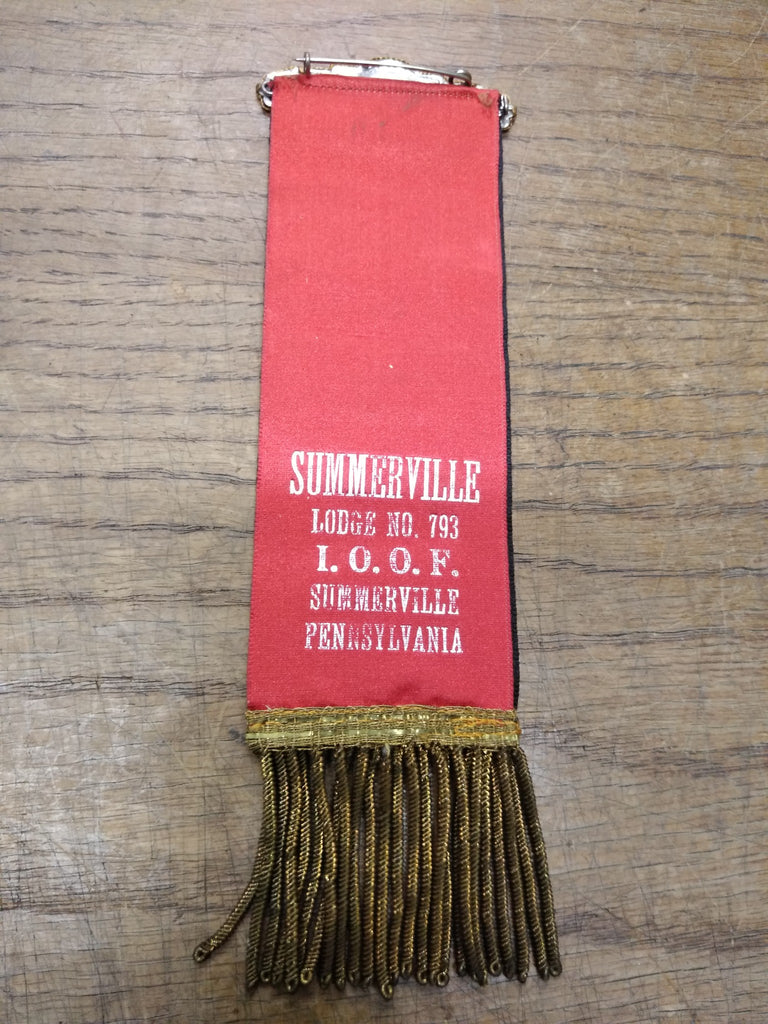 SUMMERVILLE
LODGE NO. 793
I. O. O. F.
SUMMERVILLE
PENNSYLVANIA